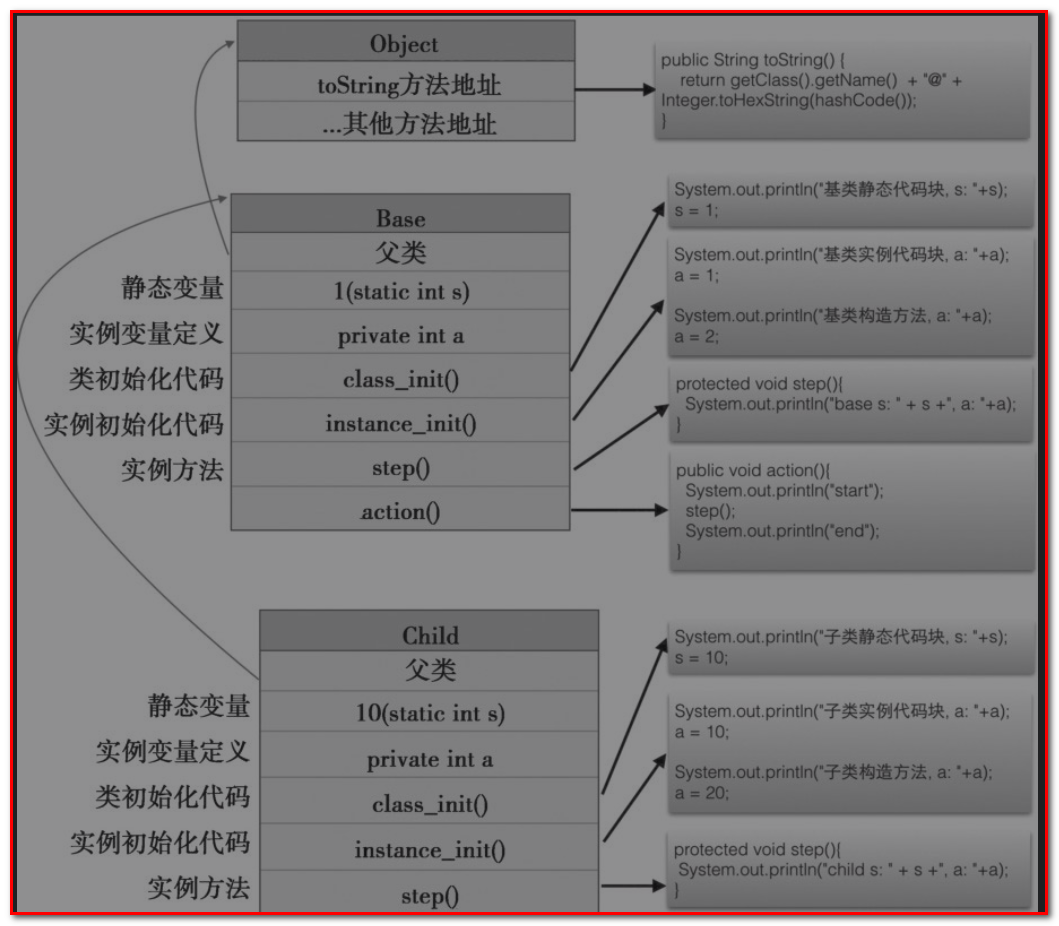 Object
toString方法地址
...其他方法地址
public String toString() {
return getClass().getName() + "@" +
Integer.toHexString(hashCode());
}
Base
父类
静态变量
1(static int s)
实例变量定义
private int a
类初始化代码
class_init()
实例初始化代码
instance_init()
实例方法
step()
action()
System.out.println("基类静态代码块, s: "+s);
s = 1;
System.out.println("基类实例代码块, a: "+a);
a = 1;
System.out.println("基类构造方法, a: "+a);
a = 2;
protected void step(){
System.out.println("base s: " + s +", a: "+a);
}
public void action(){
System.out.println("start");
step();
System.out.println("end");
}
Child
父类
静态变量
10(static int s)
实例变量定义
private int a
类初始化代码
class_init()
实例初始化代码
instance_init()
实例方法
step()
System.out.println("子类静态代码块, s: "+s);
s = 10;
System.out.println("子类实例代码块, a: "+a);
a = 10;
System.out.println("子类构造方法, a: "+a);
a = 20;
protected void step(){
System.out.println("child s: " + s +", a: "+a);
}